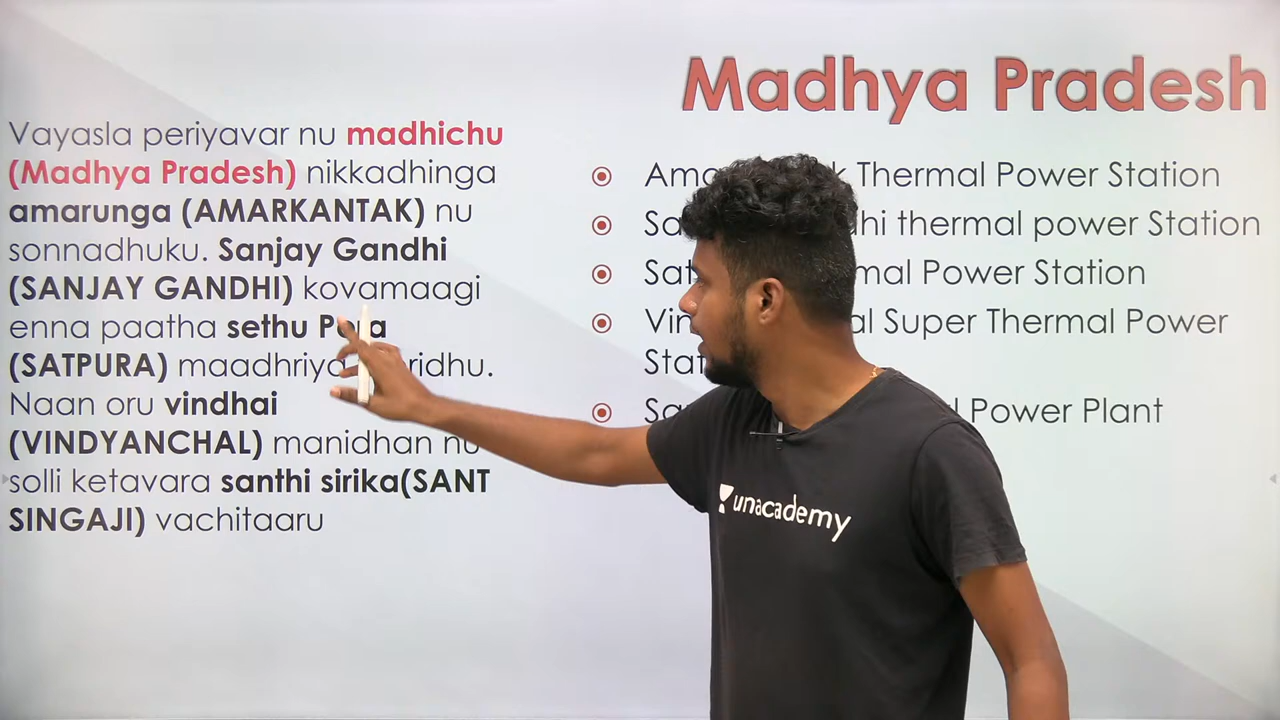 Madhya Pradesh
Vayasla periyavar nu madhichu
(Madhya Pradesh) nikkadhinga
amarunga (AMARKANTAK) nu
sonnadhuku. Sanjay Gandhi
(SANJAY GANDHI) kovamaagi
enna paatha sethu
(SATPURA)
Naan oru vindhai
(VINDYANCHAL) manidhan nu
solli ketavara santhi sirika(SANT
SINGAJI) vachitaaru
Thermal Power Station
thermal power Station
Power Station
Super Thermal Power
Power Plant
unacademy